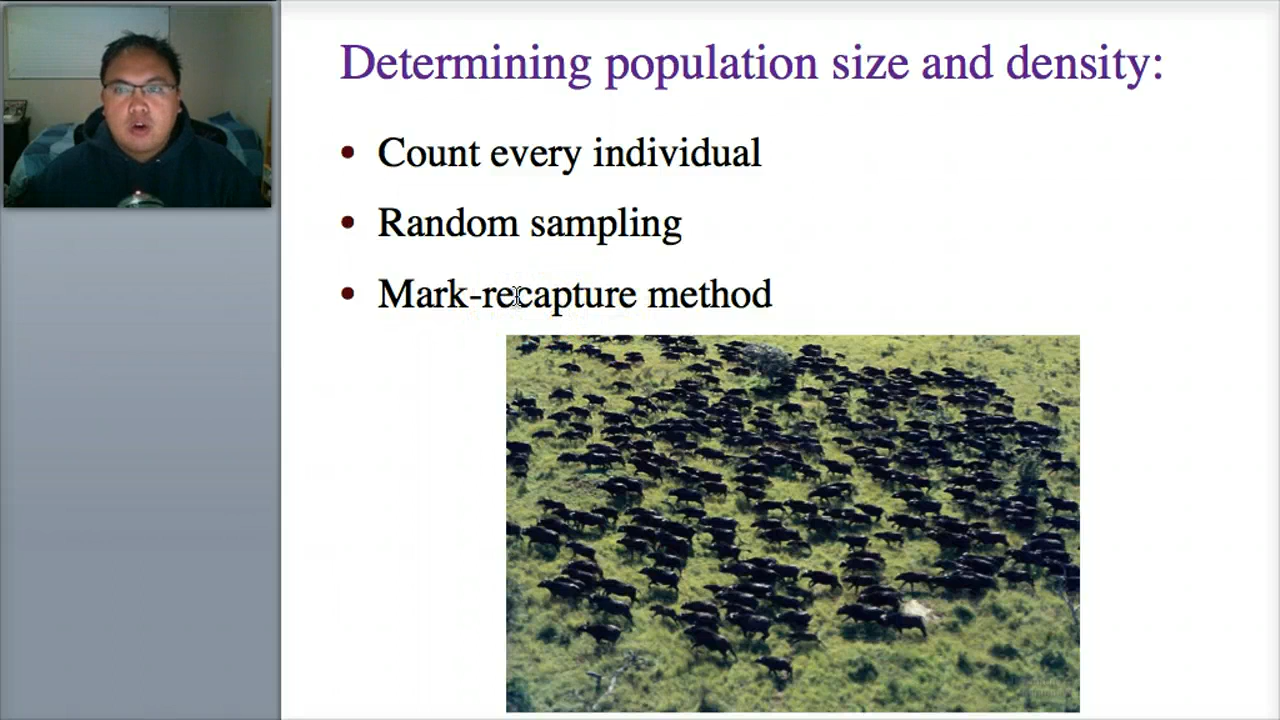 Determining population size and density:
• Count every individual
• Random sampling
• Mark-recapture method